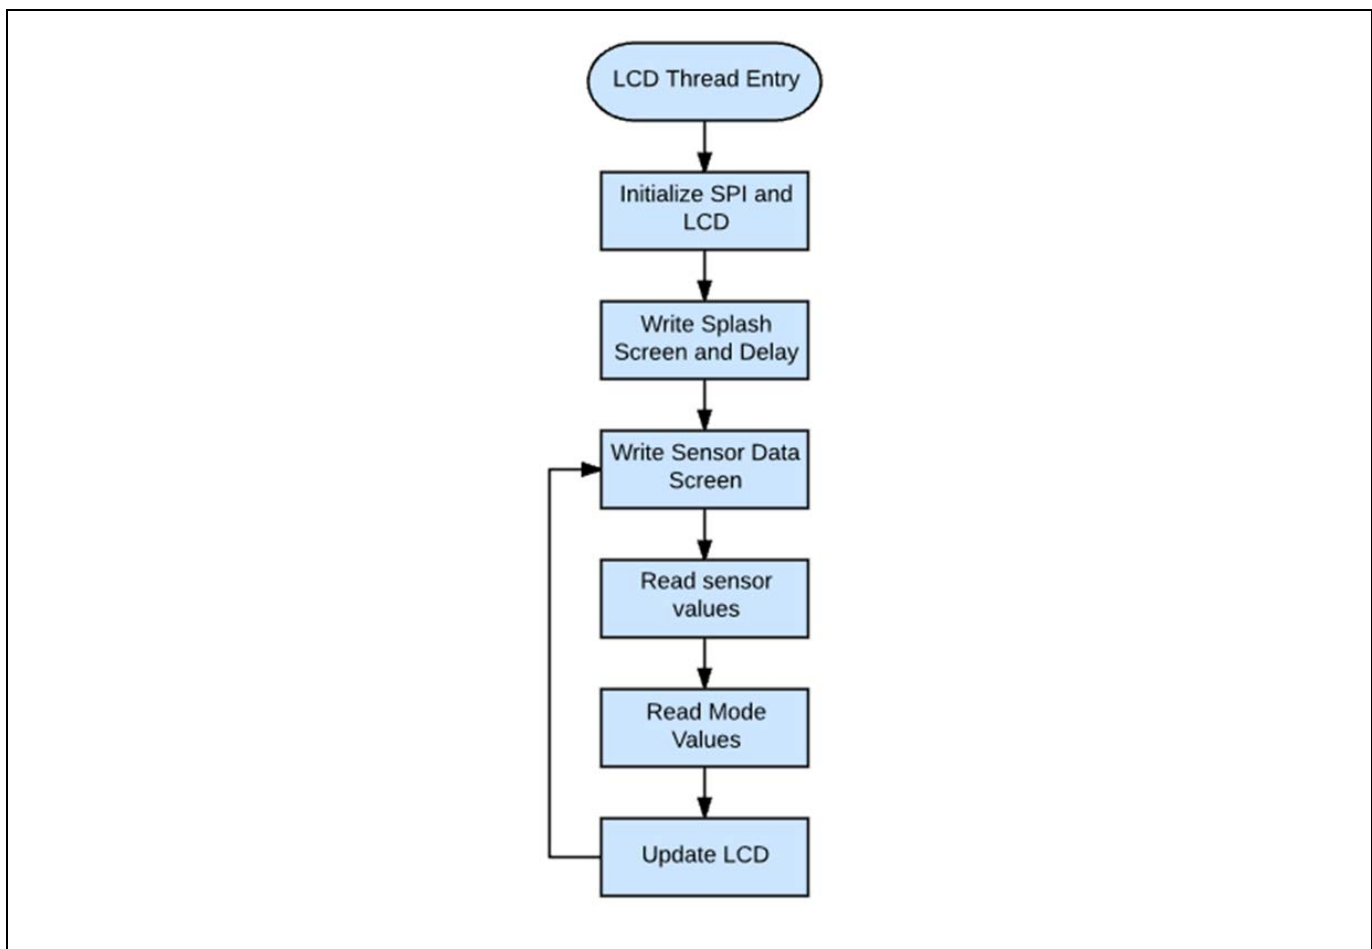 LCD Thread Entry
Initialize SPI and
LCD
Write Splash
Screen and Delay
Write Sensor Data
Screen
Read sensor
values
Read Mode
Values
Update LCD